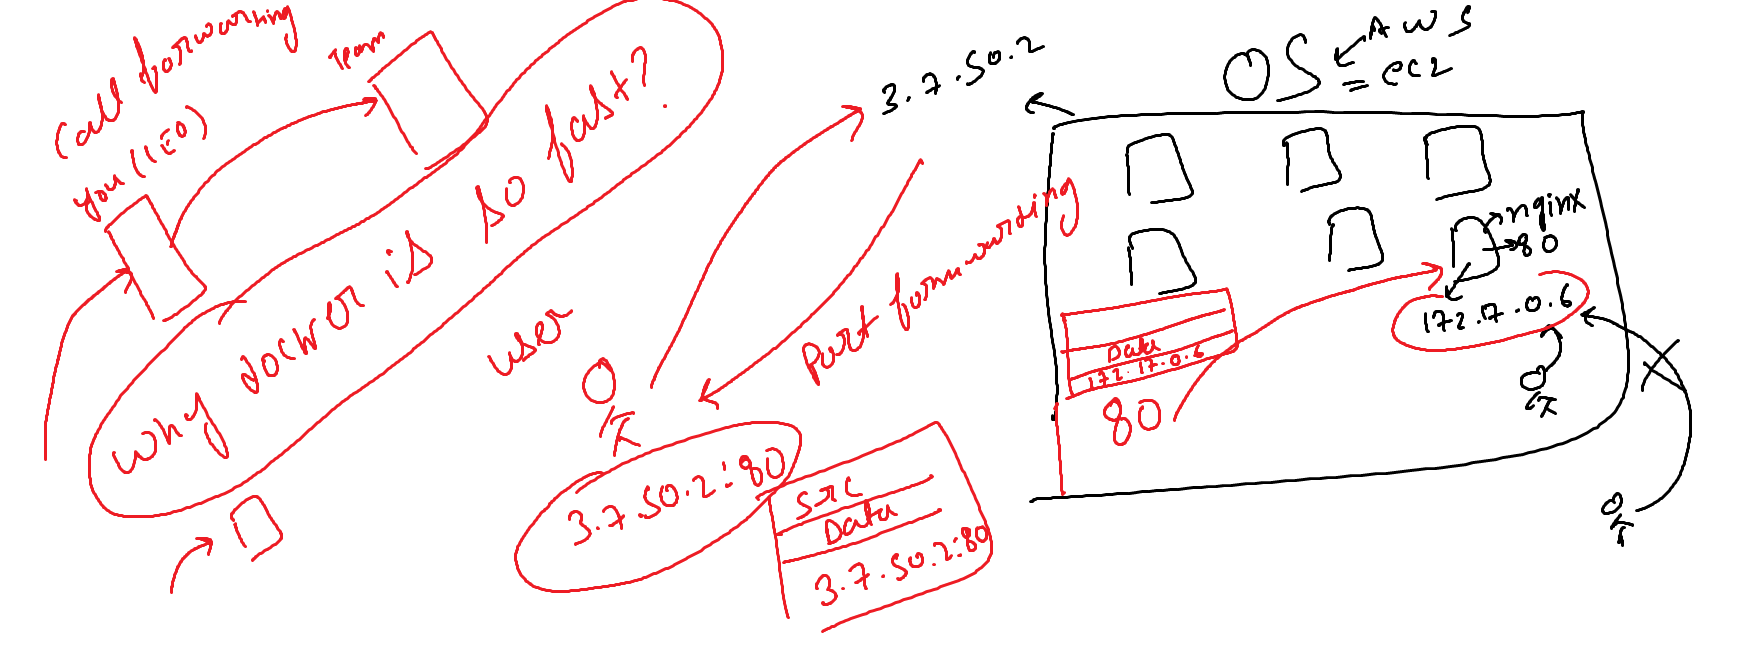 Call forwarding
Team
you (CEO)
why docker is so fast?
user
3.7.50.2
Port forwarding
3.7.50.2:80
src
Data
3.7.50.2:80
OS
AWS
= ec2
nginx
80
172.17.0.6
Data
172.17.0.6
80